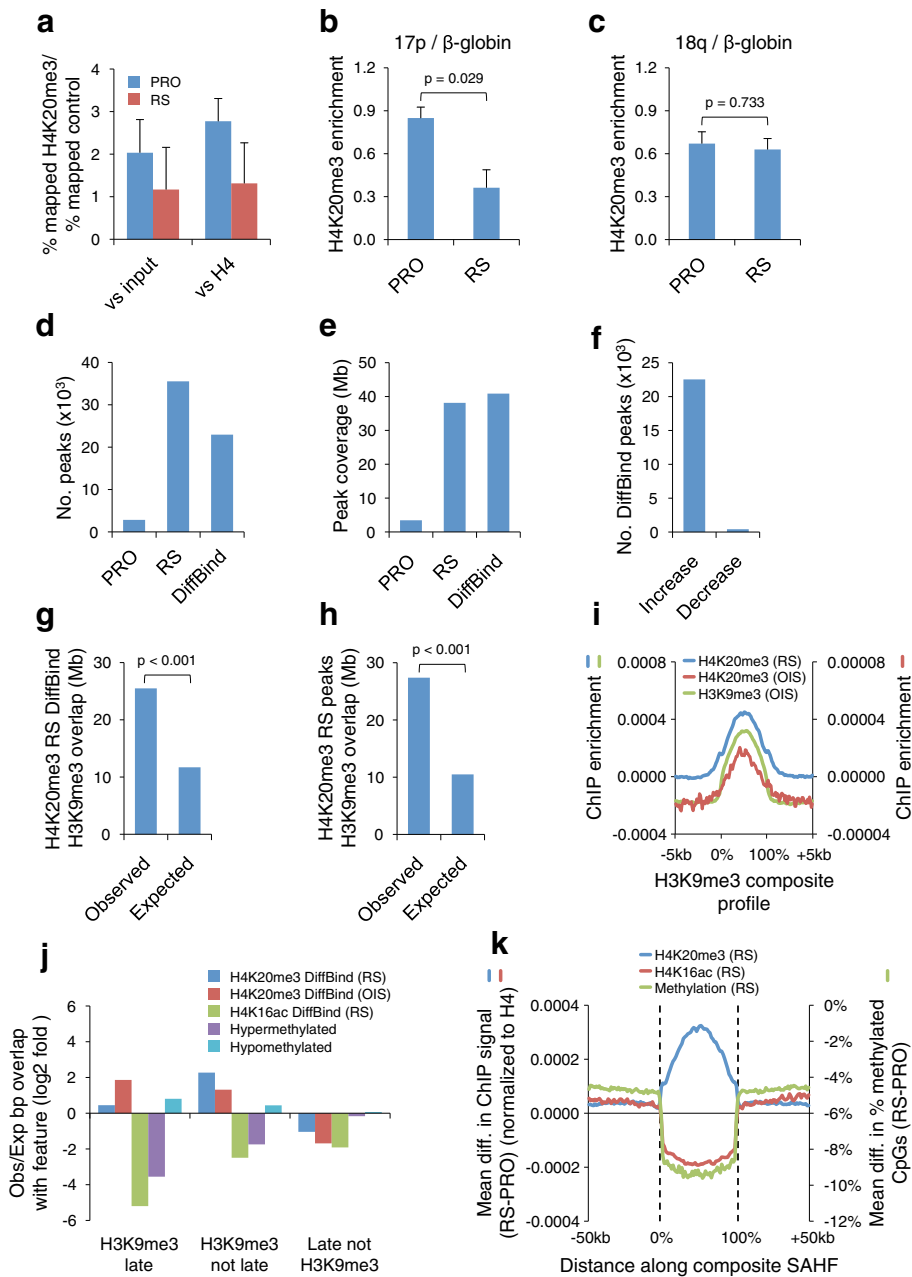 a
% mapped H4K20me3/
% mapped control
4
3
2
1
0
PRO
RS
vs input
vs H4
b
17p / β-globin
H4K20me3 enrichment
1.2
0.9
0.6
0.3
0.0
p = 0.029
PRO
RS
c
18q / β-globin
H4K20me3 enrichment
1.2
0.9
0.6
0.3
0.0
p = 0.733
PRO
RS
d
No. peaks (x10³)
40
30
20
10
0
PRO
RS
DiffBind
e
Peak coverage (Mb)
50
40
30
20
10
0
PRO
RS
DiffBind
f
No. DiffBind peaks (x10³)
25
20
15
10
5
0
Increase
Decrease
g
H4K20me3 RS DiffBind
H3K9me3 overlap (Mb)
30
20
10
0
p < 0.001
Observed
Expected
h
H4K20me3 RS peaks
H3K9me3 overlap (Mb)
30
20
10
0
p < 0.001
Observed
Expected
i
ChIP enrichment
0.0008
0.0004
0.0000
-0.0004
H4K20me3 (RS)
H4K20me3 (OIS)
H3K9me3 (OIS)
0.00008
0.00004
0.00000
-0.00004
ChIP enrichment
-5kb
0%
100%
+5kb
H3K9me3 composite
profile
j
H4K20me3 DiffBind (RS)
H4K20me3 DiffBind (OIS)
H4K16ac DiffBind (RS)
Hypermethylated
Hypomethylated
Obs/Exp bp overlap
with feature (log2 fold)
6
4
2
0
-2
-4
-6
H3K9me3
late
H3K9me3
not late
Late not
H3K9me3
k
H4K20me3 (RS)
H4K16ac (RS)
Methylation (RS)
Mean diff. in ChIP signal
(RS-PRO) (normalized to H4)
0.0004
0.0002
0.0000
-0.0002
-0.0004
0%
-2%
-4%
-6%
-8%
-10%
-12%
Mean diff. in % methylated
CpGs (RS-PRO)
-50kb
0%
100%
+50kb
Distance along composite SAHF